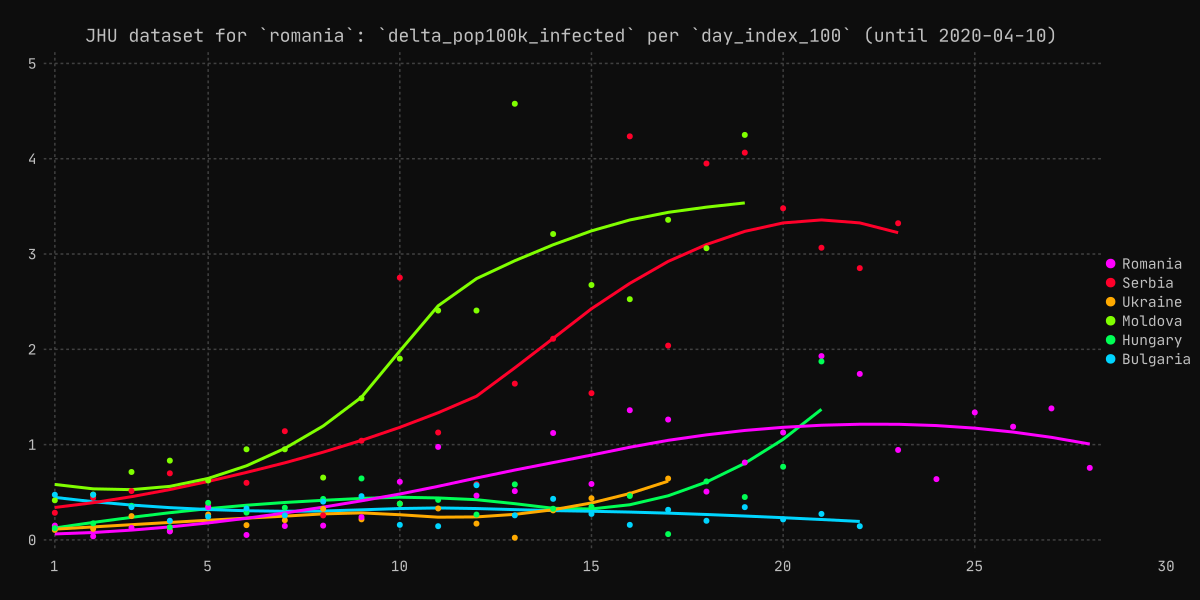 JHU dataset for `romania`: `delta_pop100k_infected` per `day_index_100` (until 2020-04-10)
5
4
3
2
1
0
1 5 10 15 20 25 30
Romania
Serbia
Ukraine
Moldova
Hungary
Bulgaria